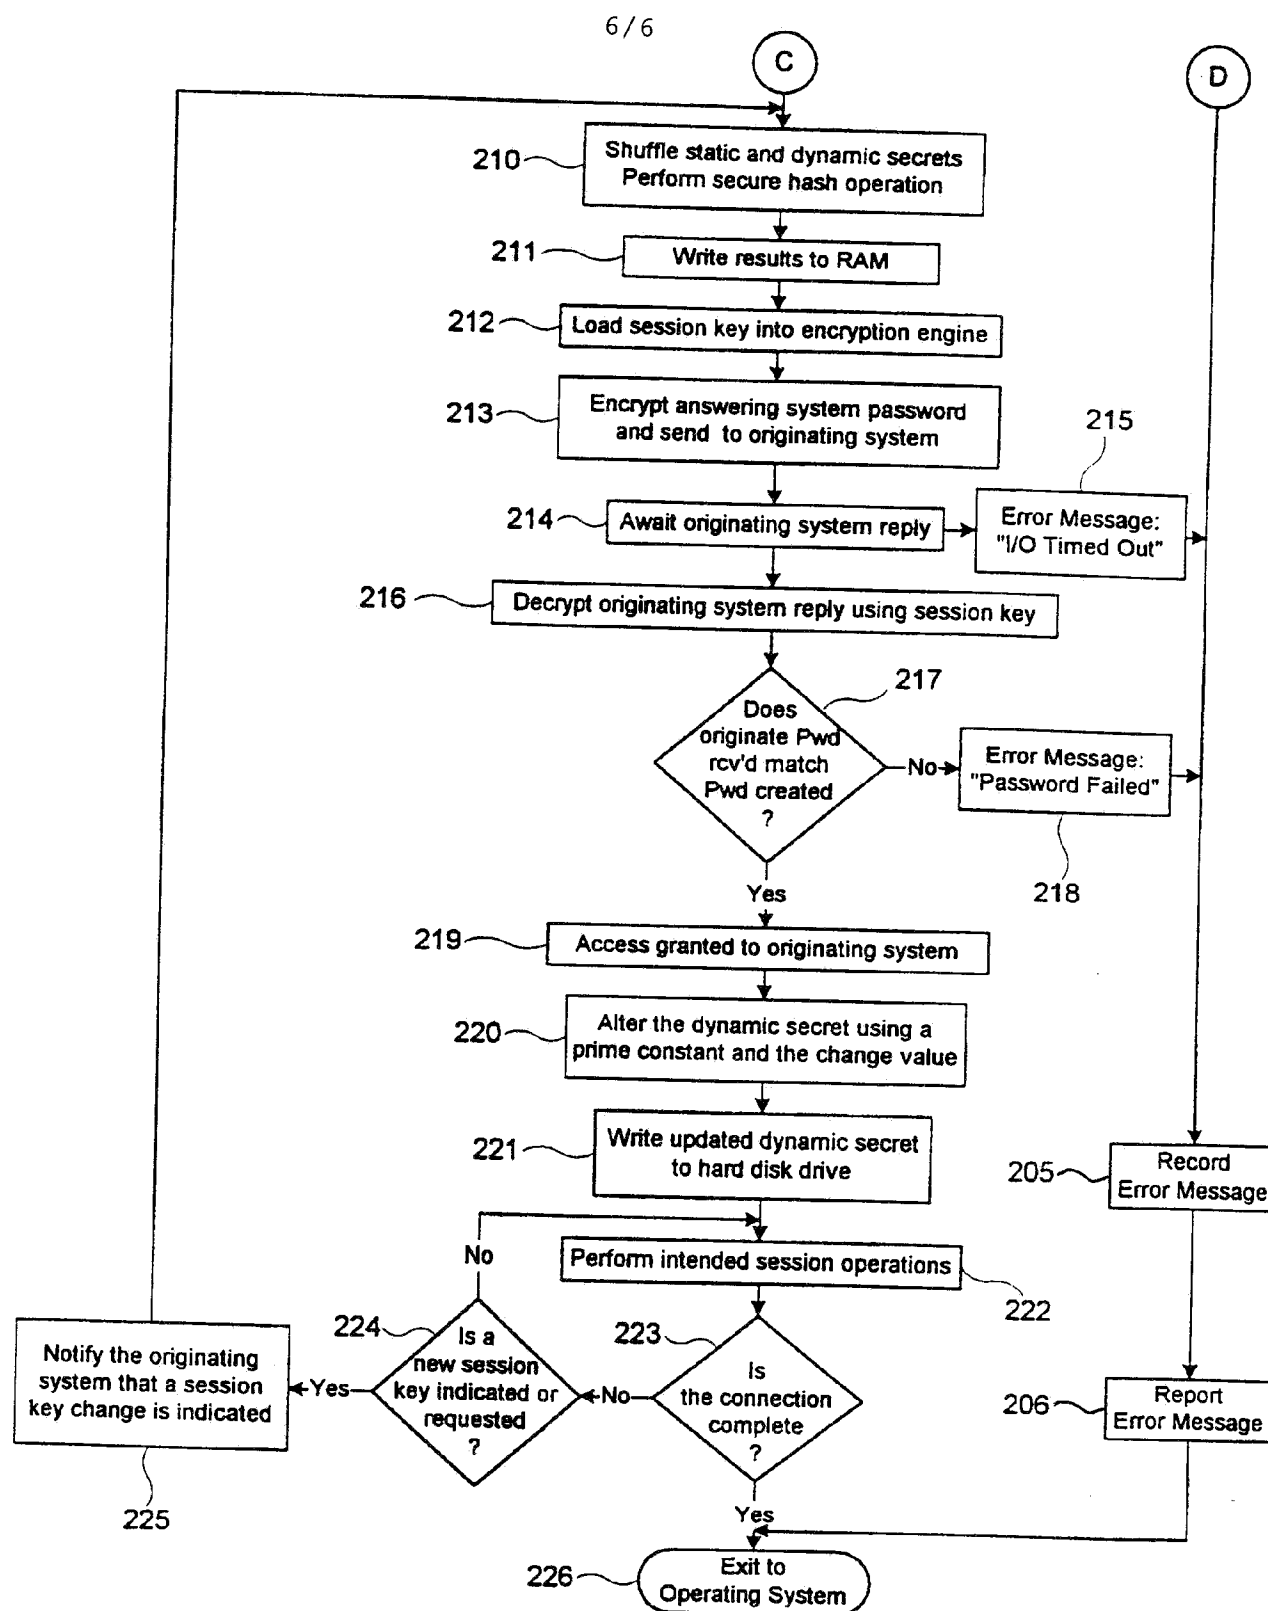 6/6
C
D
210
Shuffle static and dynamic secrets
Perform secure hash operation
211
Write results to RAM
212
Load session key into encryption engine
213
Encrypt answering system password
and send to originating system
215
214
Await originating system reply
Error Message:
"I/O Timed Out"
216
Decrypt originating system reply using session key
217
Does
originate Pwd
rcv'd match
Pwd created
?
No
Error Message:
"Password Failed"
218
Yes
219
Access granted to originating system
220
Alter the dynamic secret using a
prime constant and the change value
221
Write updated dynamic secret
to hard disk drive
205
Record
Error Message
No
Perform intended session operations
222
224
Is a
new session
key indicated or
requested
?
223
Is
the connection
complete
?
No
Yes
Notify the originating
system that a session
key change is indicated
225
206
Report
Error Message
Yes
226
Exit to
Operating System